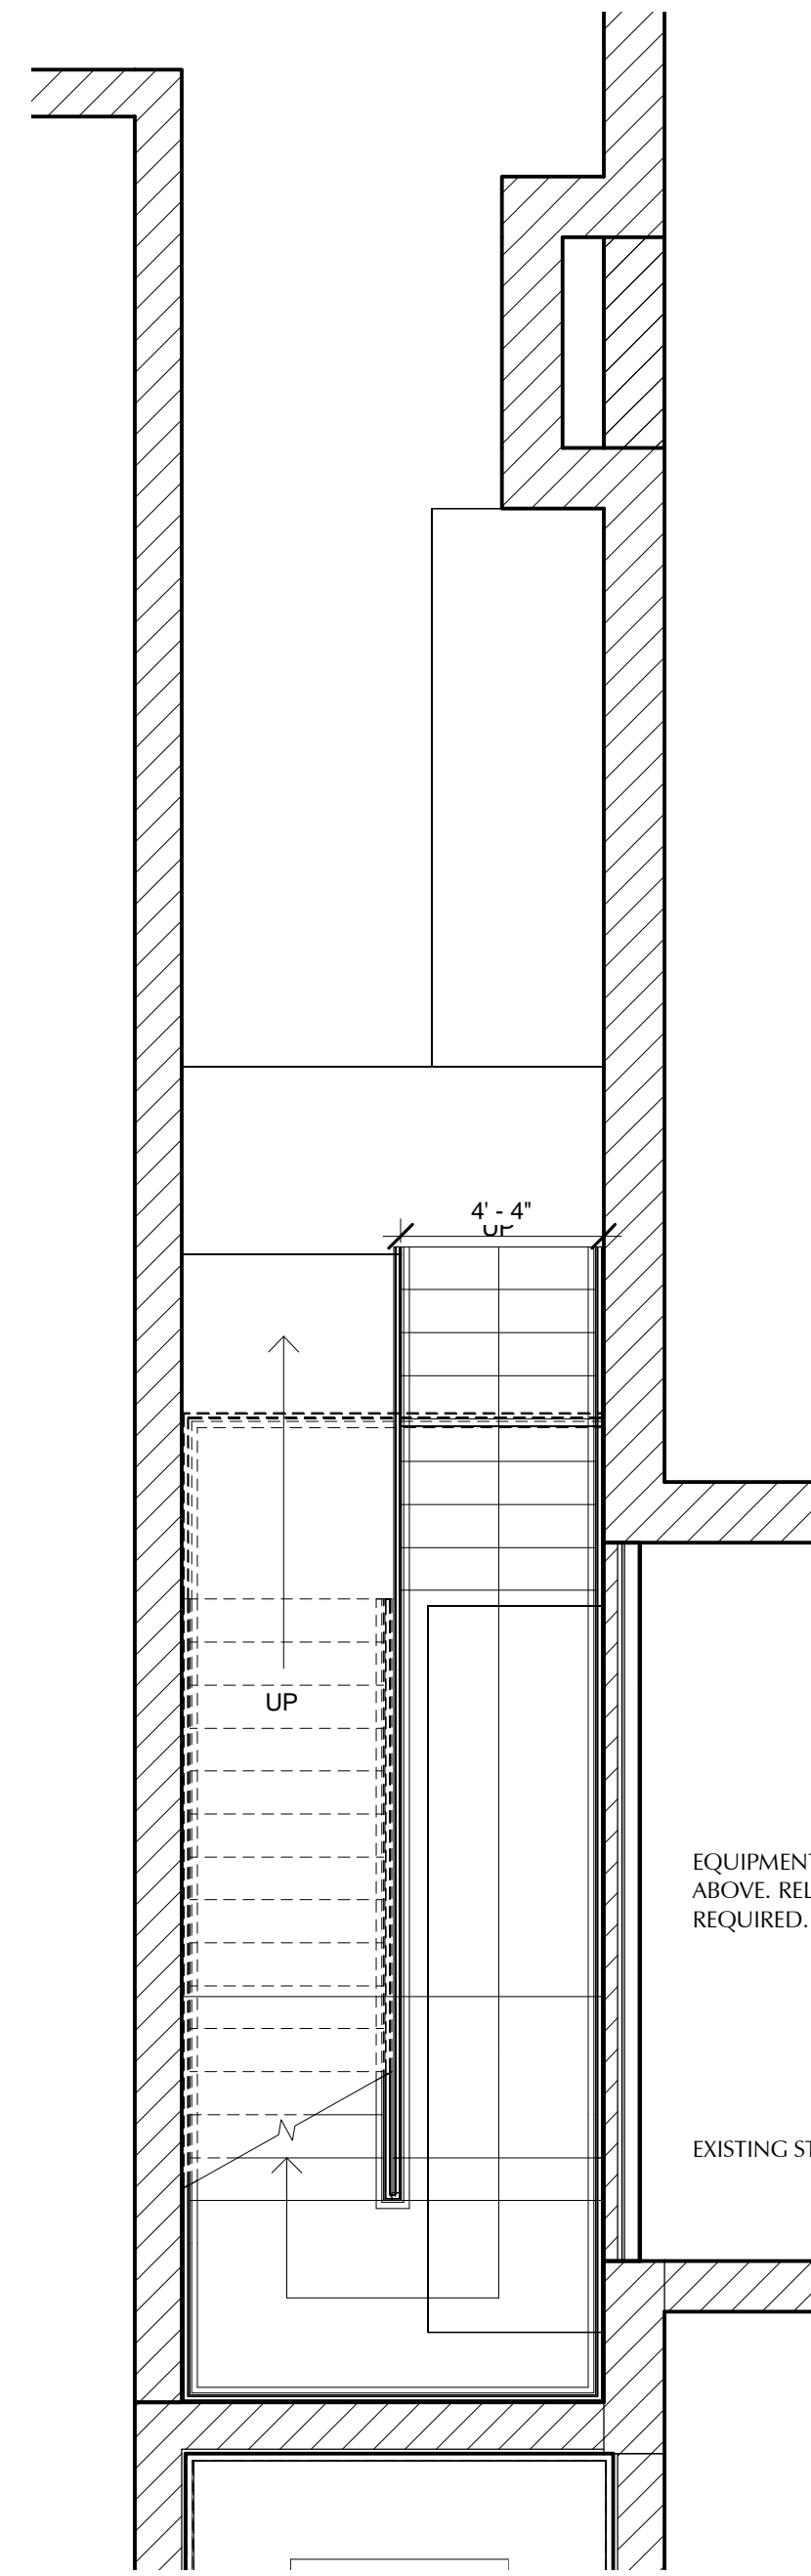 4' - 4"
UP
UP
EQUIPMENT
ABOVE. REL
REQUIRED.
EXISTING ST